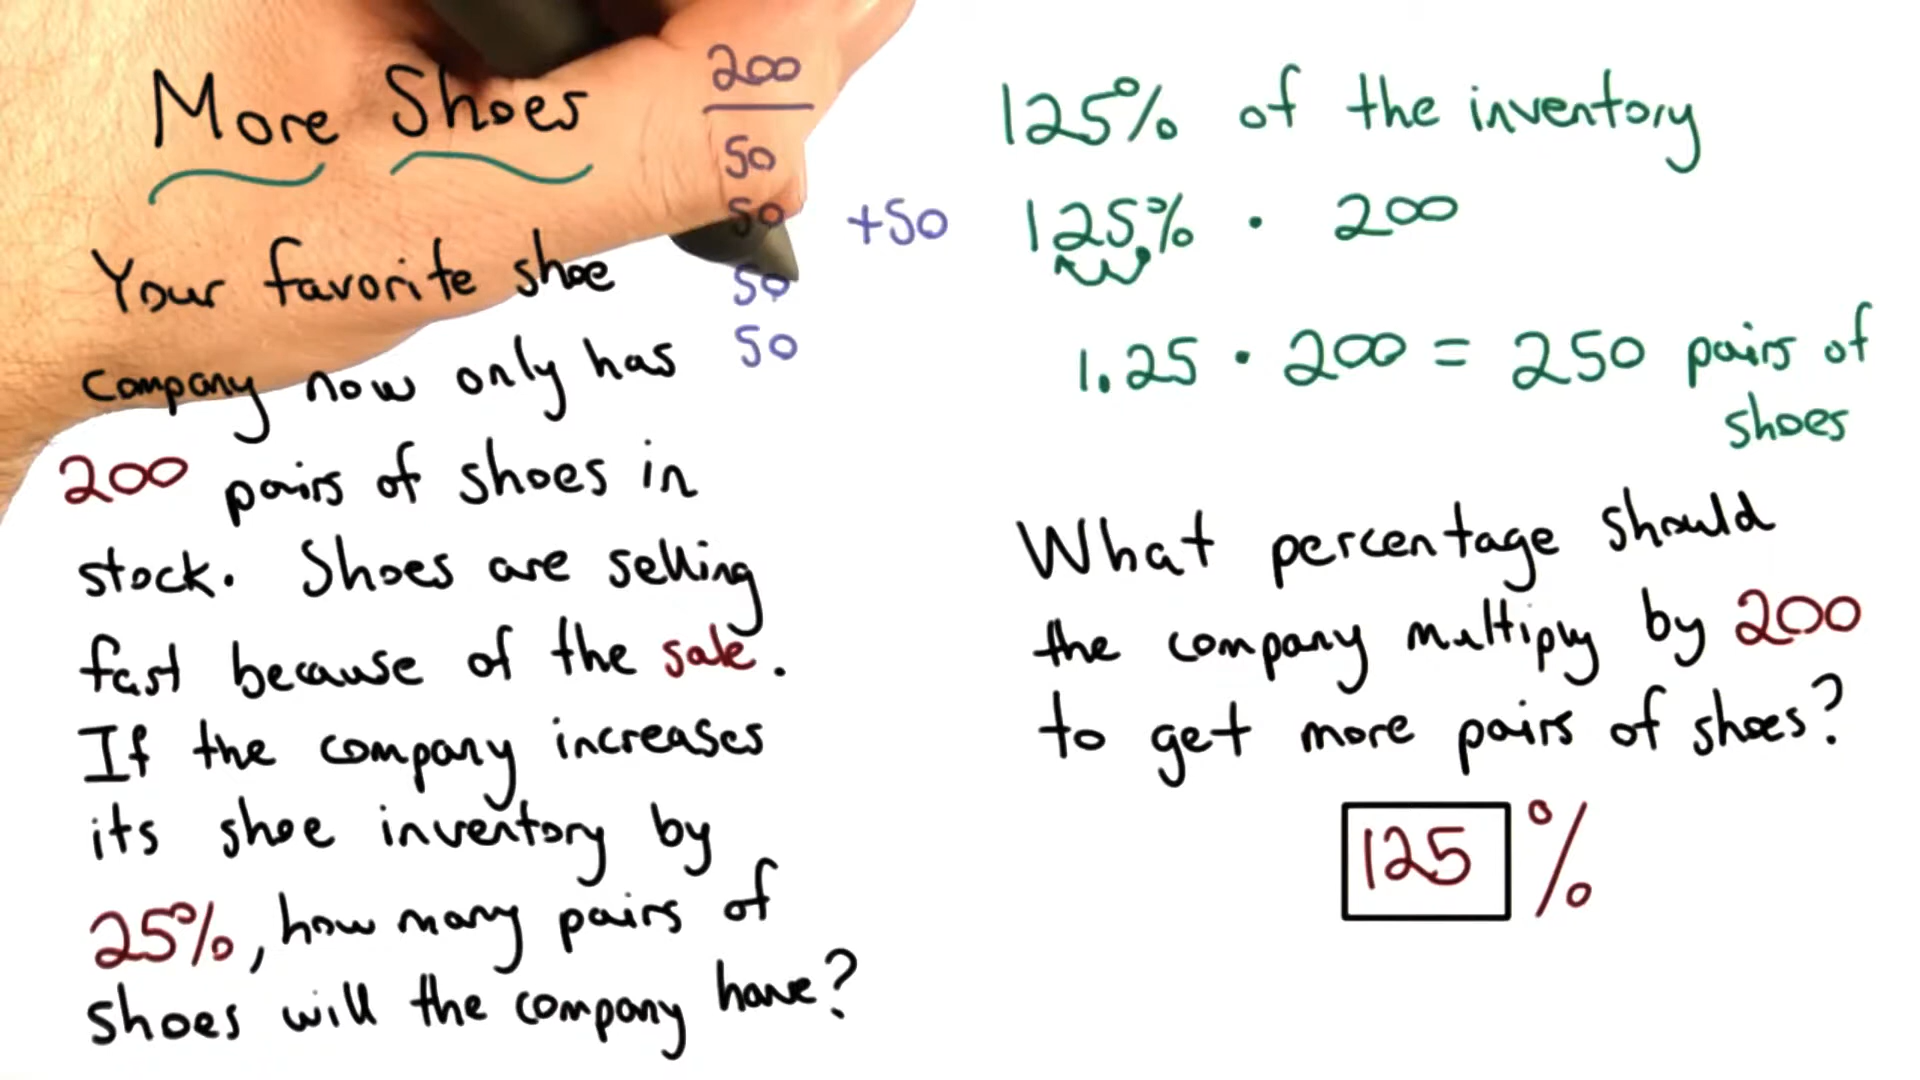 More Shoes
Your favorite shoe
company now only has
200 pairs of shoes in
stock. Shoes are selling
fast because of the sale.
If the company increases
its shoe inventory by
25%, how many pairs of
shoes will the company have?
200
50
50 +50
50
50
125% of the inventory
125% · 200
1.25 · 200 = 250 pairs of
shoes
What percentage should
the company multiply by 200
to get more pairs of shoes?
125 %